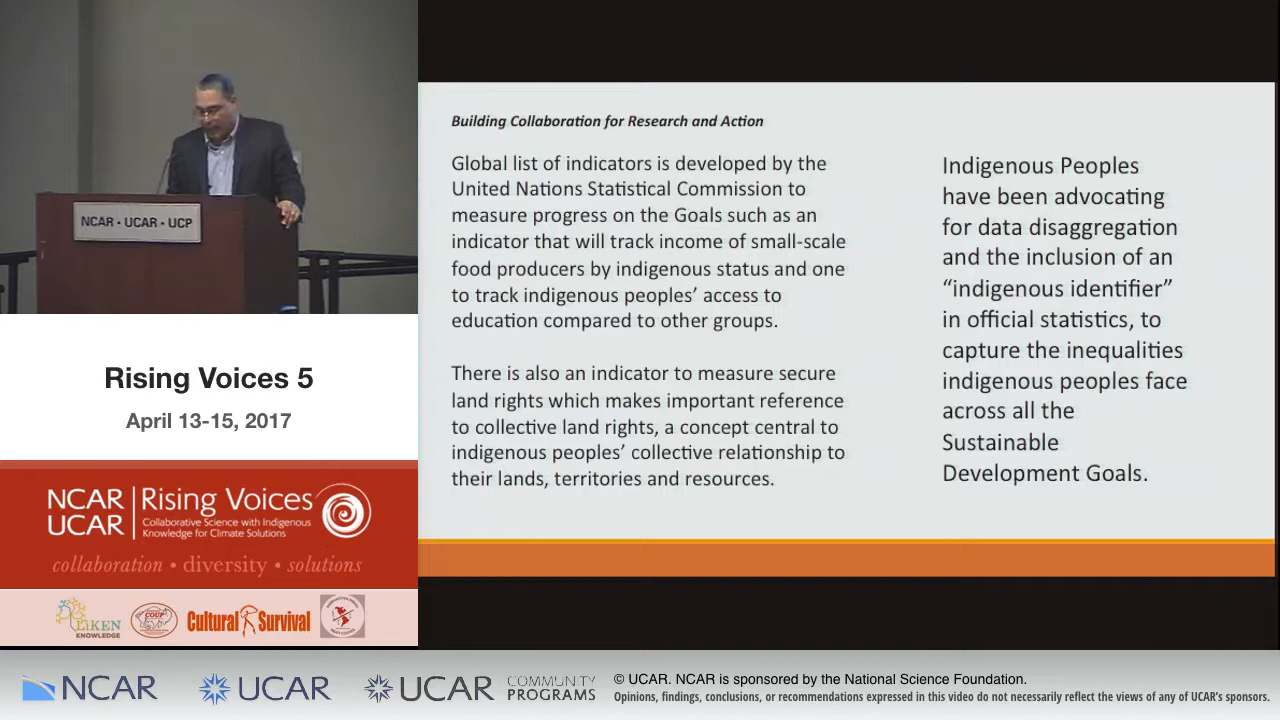 NCAR • UCAR • UCP
Rising Voices 5
April 13-15, 2017
NCAR
UCAR
Rising Voices
Collaborative Science with Indigenous
Knowledge for Climate Solutions
collaboration • diversity • solutions
LIKEN
KNOWLEDGE
COUP
Cultural Survival
Building Collaboration for Research and Action
Global list of indicators is developed by the
United Nations Statistical Commission to
measure progress on the Goals such as an
indicator that will track income of small-scale
food producers by indigenous status and one
to track indigenous peoples’ access to
education compared to other groups.
There is also an indicator to measure secure
land rights which makes important reference
to collective land rights, a concept central to
indigenous peoples’ collective relationship to
their lands, territories and resources.
Indigenous Peoples
have been advocating
for data disaggregation
and the inclusion of an
“indigenous identifier”
in official statistics, to
capture the inequalities
indigenous peoples face
across all the
Sustainable
Development Goals.
NCAR
UCAR
UCAR
COMMUNITY
PROGRAMS
© UCAR. NCAR is sponsored by the National Science Foundation.
Opinions, findings, conclusions, or recommendations expressed in this video do not necessarily reflect the views of any of UCAR's sponsors.